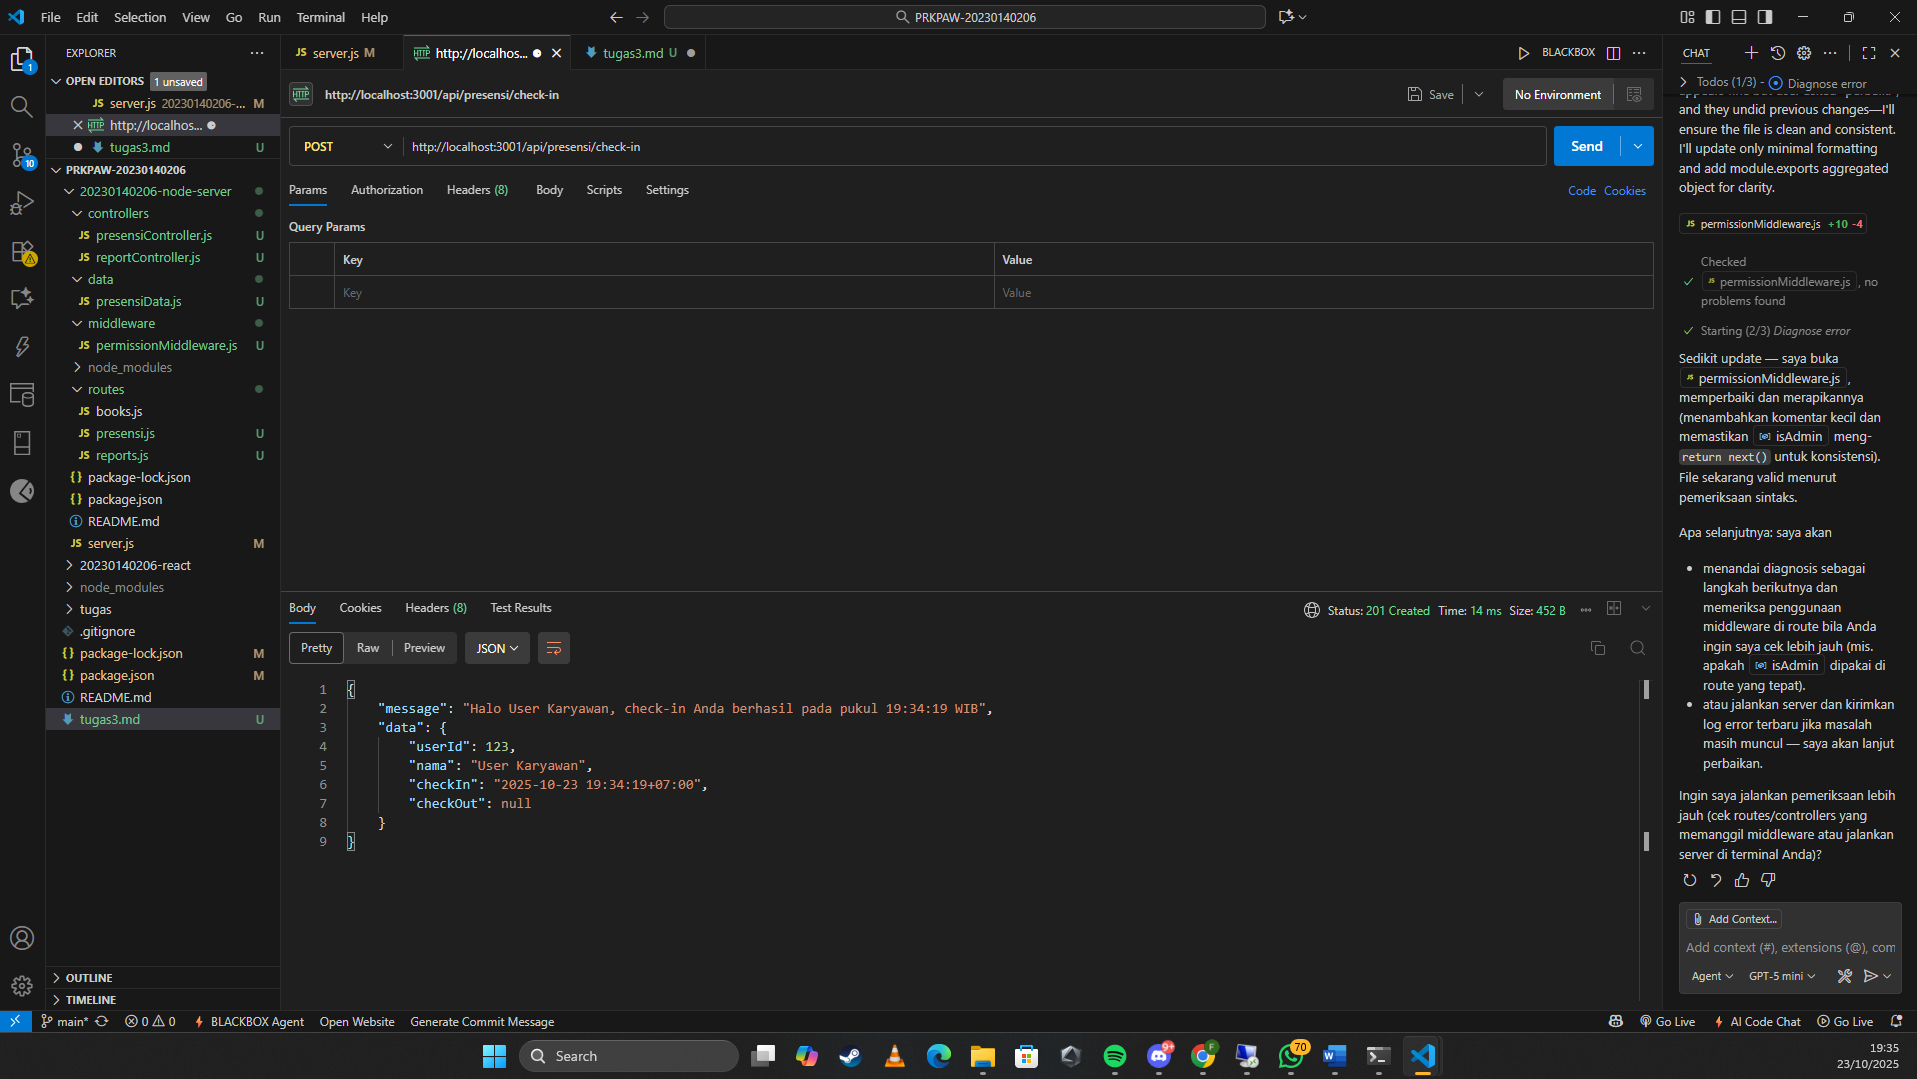 File Edit Selection View Go Run Terminal Help
PRKPAW-20230140206
EXPLORER
OPEN EDITORS 1 unsaved
JS server.js 20230140206-... M
http://localhos...
tugas3.md U
PRKPAW-20230140206
20230140206-node-server
controllers
JS presensiController.js U
JS reportController.js U
data
JS presensiData.js U
middleware
JS permissionMiddleware.js U
node_modules
routes
JS books.js
JS presensi.js U
JS reports.js U
{} package-lock.json
{} package.json
README.md
JS server.js M
20230140206-react
node_modules
tugas
.gitignore
{} package-lock.json M
{} package.json M
README.md
tugas3.md U
OUTLINE
TIMELINE
1
10
JS server.js M
HTTP http://localhos...
tugas3.md U
BLACKBOX
HTTP http://localhost:3001/api/presensi/check-in
Save
No Environment
POST http://localhost:3001/api/presensi/check-in
Send
Params Authorization Headers (8) Body Scripts Settings
Code Cookies
Query Params
Key Value
Key Value
Body Cookies Headers (8) Test Results
Status: 201 Created Time: 14 ms Size: 452 B
Pretty Raw Preview JSON
1 {
2 "message": "Halo User Karyawan, check-in Anda berhasil pada pukul 19:34:19 WIB",
3 "data": {
4 "userId": 123,
5 "nama": "User Karyawan",
6 "checkIn": "2025-10-23 19:34:19+07:00",
7 "checkOut": null
8 }
9 }
CHAT
Todos (1/3) - Diagnose error
and they undid previous changes—I'll
ensure the file is clean and consistent.
I'll update only minimal formatting
and add module.exports aggregated
object for clarity.
JS permissionMiddleware.js +10 -4
Checked
JS permissionMiddleware.js , no
problems found
Starting (2/3) Diagnose error
Sedikit update — saya buka
JS permissionMiddleware.js ,
memperbaiki dan merapikannya
(menambahkan komentar kecil dan
memastikan isAdmin meng-
return next() untuk konsistensi).
File sekarang valid menurut
pemeriksaan sintaks.
Apa selanjutnya: saya akan
• menandai diagnosis sebagai
langkah berikutnya dan
memeriksa penggunaan
middleware di route bila Anda
ingin saya cek lebih jauh (mis.
apakah isAdmin dipakai di
route yang tepat).
• atau jalankan server dan kirimkan
log error terbaru jika masalah
masih muncul — saya akan lanjut
perbaikan.
Ingin saya jalankan pemeriksaan lebih
jauh (cek routes/controllers yang
memanggil middleware atau jalankan
server di terminal Anda)?
Add Context...
Add context (#), extensions (@), com
Agent GPT-5 mini
main* 0 0 BLACKBOX Agent Open Website Generate Commit Message
Go Live AI Code Chat Go Live
Search
9+
F
70
19:35
23/10/2025